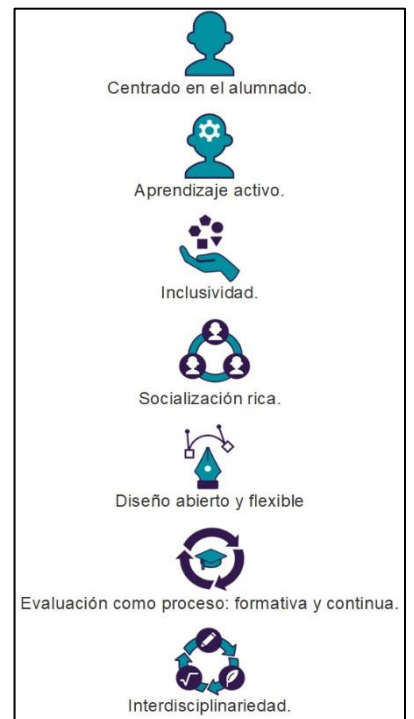 Centrado en el alumnado.
Aprendizaje activo.
Inclusividad.
Socialización rica.
Diseño abierto y flexible
Evaluación como proceso: formativa y continua.
Interdisciplinariedad.